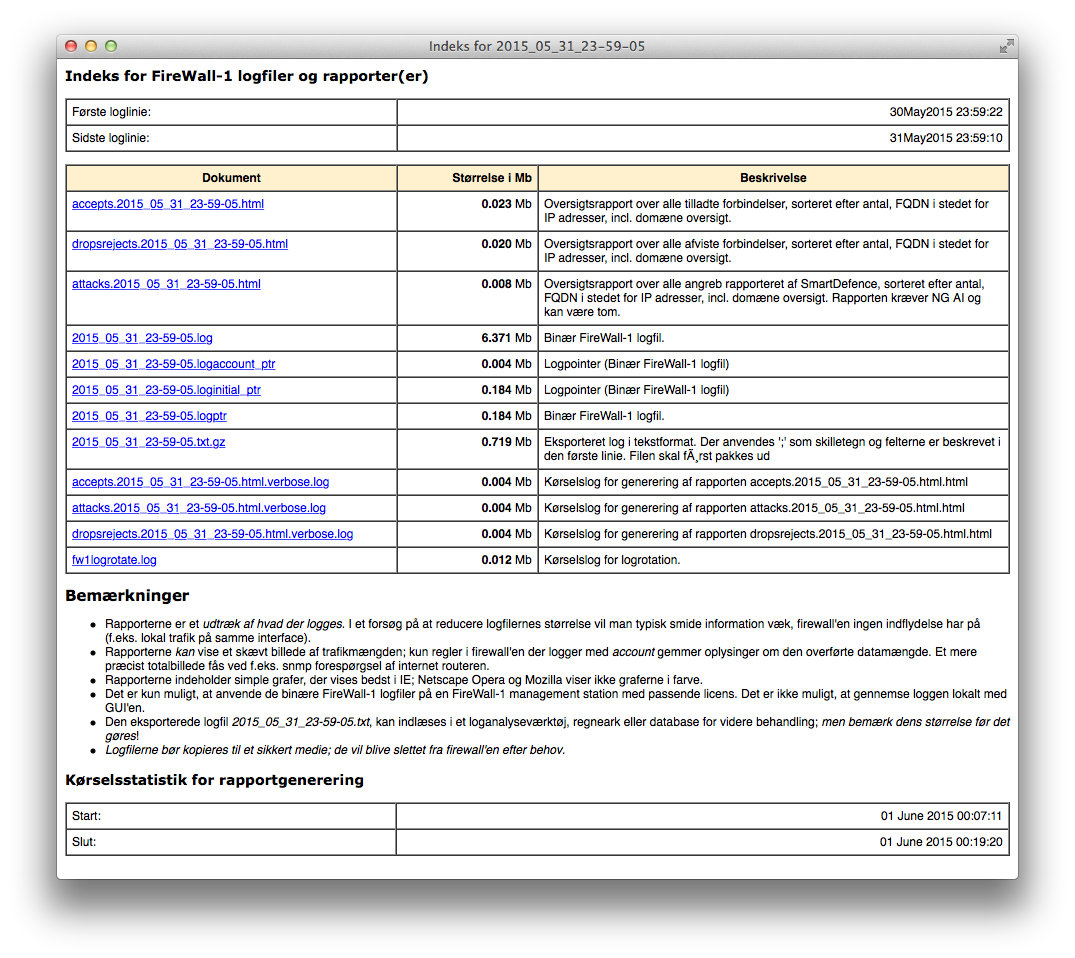 Indeks for 2015_05_31_23-59-05
Indeks for FireWall-1 logfiler og rapporter(er)
Første loglinie: 30May2015 23:59:22
Sidste loglinie: 31May2015 23:59:10
Dokument Størrelse i Mb Beskrivelse
accepts.2015_05_31_23-59-05.html 0.023 Mb Oversigtsrapport over alle tilladte forbindelser, sorteret efter antal, FQDN i stedet for
IP adresser, incl. domæne oversigt.
dropsrejects.2015_05_31_23-59-05.html 0.020 Mb Oversigtsrapport over alle afviste forbindelser, sorteret efter antal, FQDN i stedet for
IP adresser, incl. domæne oversigt.
attacks.2015_05_31_23-59-05.html 0.008 Mb Oversigtsrapport over alle angreb rapporteret af SmartDefence, sorteret efter antal,
FQDN i stedet for IP adresser, incl. domæne oversigt. Rapporten kræver NG AI og
kan være tom.
2015_05_31_23-59-05.log 6.371 Mb Binær FireWall-1 logfil.
2015_05_31_23-59-05.logaccount_ptr 0.004 Mb Logpointer (Binær FireWall-1 logfil)
2015_05_31_23-59-05.loginitial_ptr 0.184 Mb Logpointer (Binær FireWall-1 logfil)
2015_05_31_23-59-05.logptr 0.184 Mb Binær FireWall-1 logfil.
2015_05_31_23-59-05.txt.gz 0.719 Mb Eksporteret log i tekstformat. Der anvendes ';' som skilletegn og felterne er beskrevet i
den første linie. Filen skal fÃ¸rst pakkes ud
accepts.2015_05_31_23-59-05.html.verbose.log 0.004 Mb Kørselslog for generering af rapporten accepts.2015_05_31_23-59-05.html.html
attacks.2015_05_31_23-59-05.html.verbose.log 0.004 Mb Kørselslog for generering af rapporten attacks.2015_05_31_23-59-05.html.html
dropsrejects.2015_05_31_23-59-05.html.verbose.log 0.004 Mb Kørselslog for generering af rapporten dropsrejects.2015_05_31_23-59-05.html.html
fw1logrotate.log 0.012 Mb Kørselslog for logrotation.
Bemærkninger
• Rapporterne er et udtræk af hvad der logges. I et forsøg på at reducere logfilernes størrelse vil man typisk smide information væk, firewall'en ingen indflydelse har på
(f.eks. lokal trafik på samme interface).
• Rapporterne kan vise et skævt billede af trafikmængden; kun regler i firewall'en der logger med account gemmer oplysinger om den overførte datamængde. Et mere
præcist totalbillede fås ved f.eks. snmp forespørgsel af internet routeren.
• Rapporterne indeholder simple grafer, der vises bedst i IE; Netscape Opera og Mozilla viser ikke graferne i farve.
• Det er kun muligt, at anvende de binære FireWall-1 logfiler på en FireWall-1 management station med passende licens. Det er ikke muligt, at gennemse loggen lokalt med
GUI'en.
• Den eksporterede logfil 2015_05_31_23-59-05.txt, kan indlæses i et loganalyseværktøj, regneark eller database for videre behandling; men bemærk dens størrelse før det
gøres!
• Logfilerne bør kopieres til et sikkert medie; de vil blive slettet fra firewall'en efter behov.
Kørselsstatistik for rapportgenerering
Start: 01 June 2015 00:07:11
Slut: 01 June 2015 00:19:20